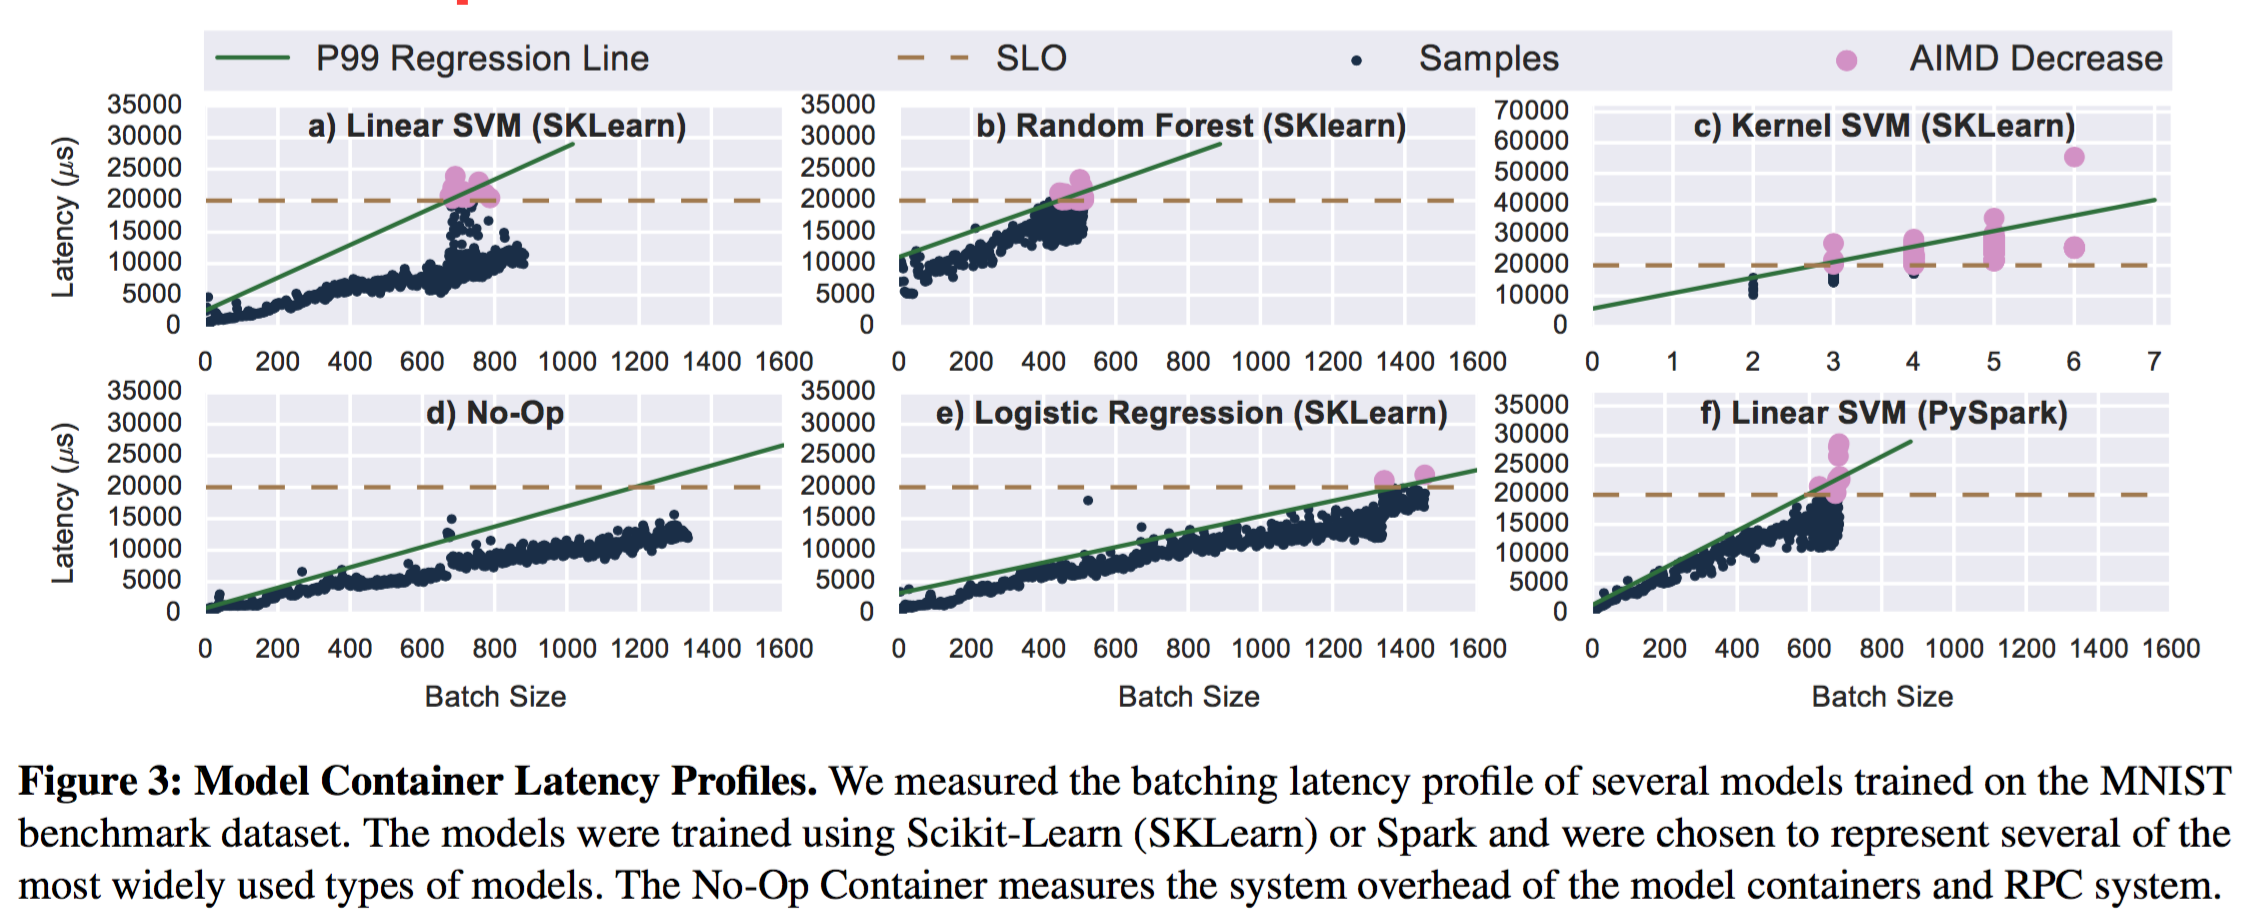 P99 Regression Line SLO Samples AIMD Decrease
a) Linear SVM (SKLearn)
Latency (μs)
35000
30000
25000
20000
15000
10000
5000
0
0 200 400 600 800 1000 1200 1400 1600
b) Random Forest (SKlearn)
35000
30000
25000
20000
15000
10000
5000
0
0 200 400 600 800 1000 1200 1400 1600
c) Kernel SVM (SKLearn)
70000
60000
50000
40000
30000
20000
10000
0
0 1 2 3 4 5 6 7
d) No-Op
Latency (μs)
35000
30000
25000
20000
15000
10000
5000
0
0 200 400 600 800 1000 1200 1400 1600
Batch Size
e) Logistic Regression (SKLearn)
35000
30000
25000
20000
15000
10000
5000
0
0 200 400 600 800 1000 1200 1400 1600
Batch Size
f) Linear SVM (PySpark)
35000
30000
25000
20000
15000
10000
5000
0
0 200 400 600 800 1000 1200 1400 1600
Batch Size
Figure 3: Model Container Latency Profiles. We measured the batching latency profile of several models trained on the MNIST
benchmark dataset. The models were trained using Scikit-Learn (SKLearn) or Spark and were chosen to represent several of the
most widely used types of models. The No-Op Container measures the system overhead of the model containers and RPC system.